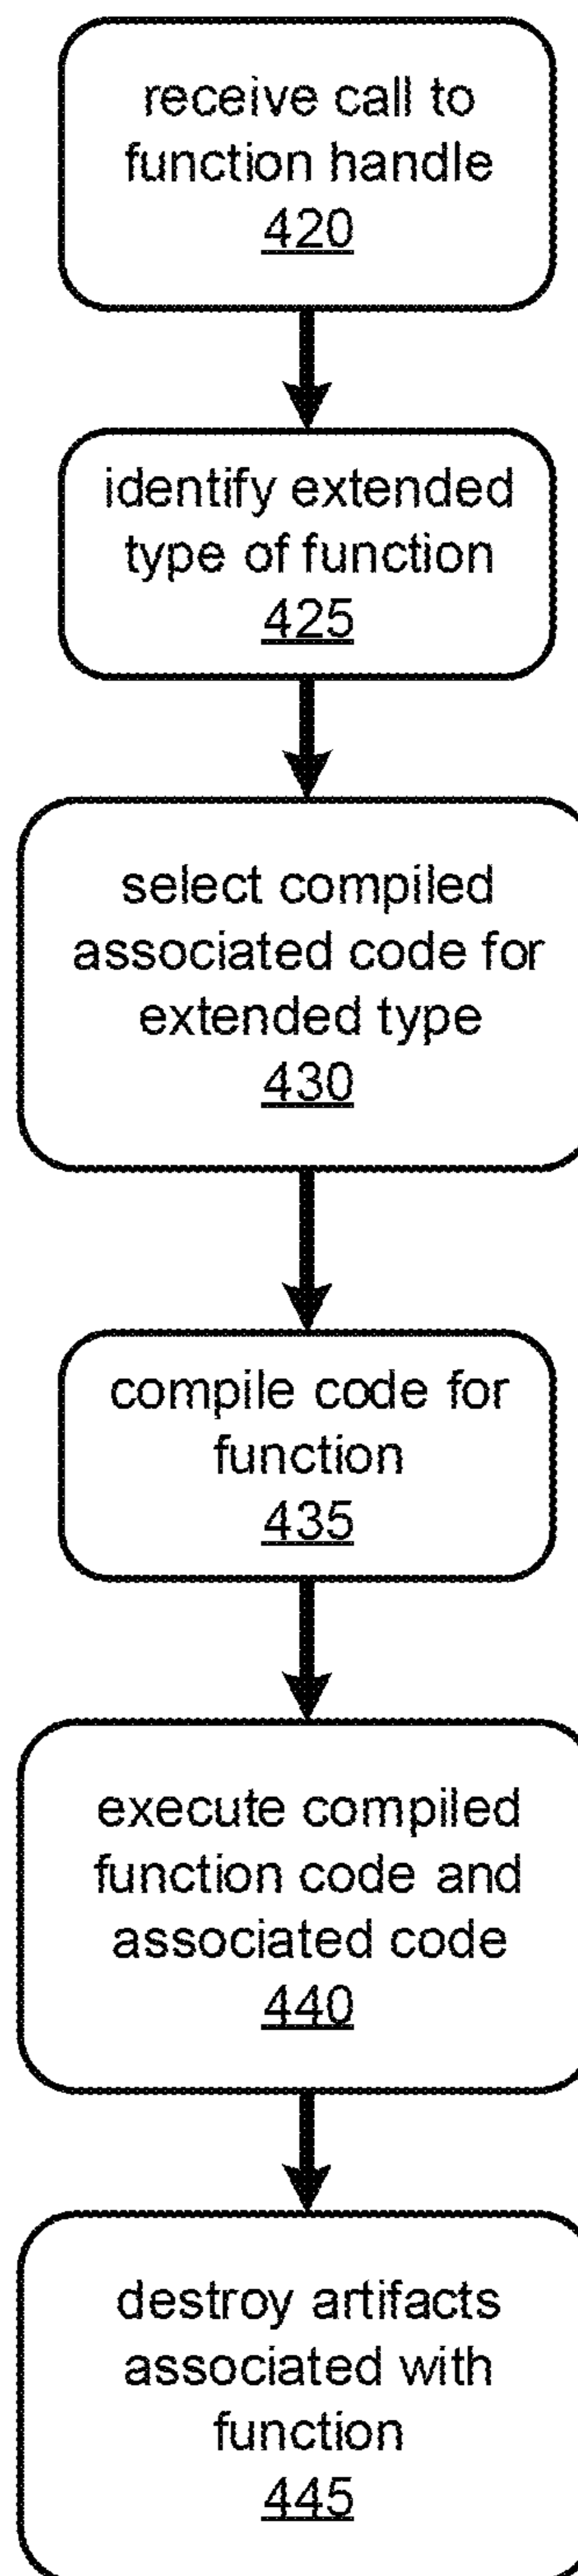 receive call to
function handle
420
identify extended
type of function
425
select compiled
associated code for
extended type
430
compile code for
function
435
execute compiled
function code and
associated code
440
destroy artifacts
associated with
function
445